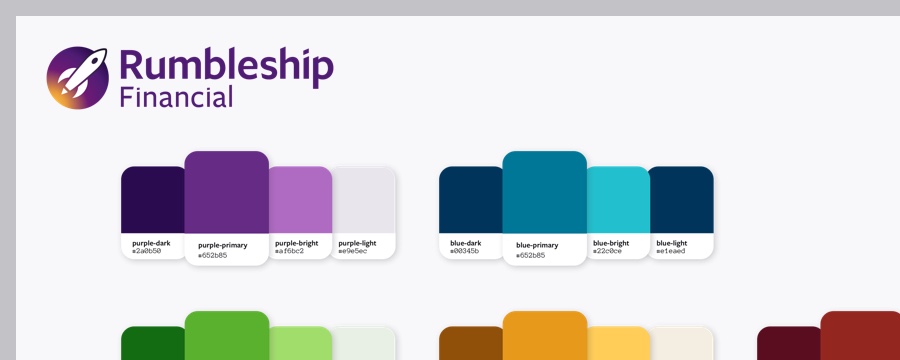 Rumbleship
Financial
purple-dark
#2a0b50
purple-primary
#652b85
purple-bright
#af6bc2
purple-light
#e9e5ec
blue-dark
#00345b
blue-primary
#652b85
blue-bright
#22c0ce
blue-light
#e1eaed